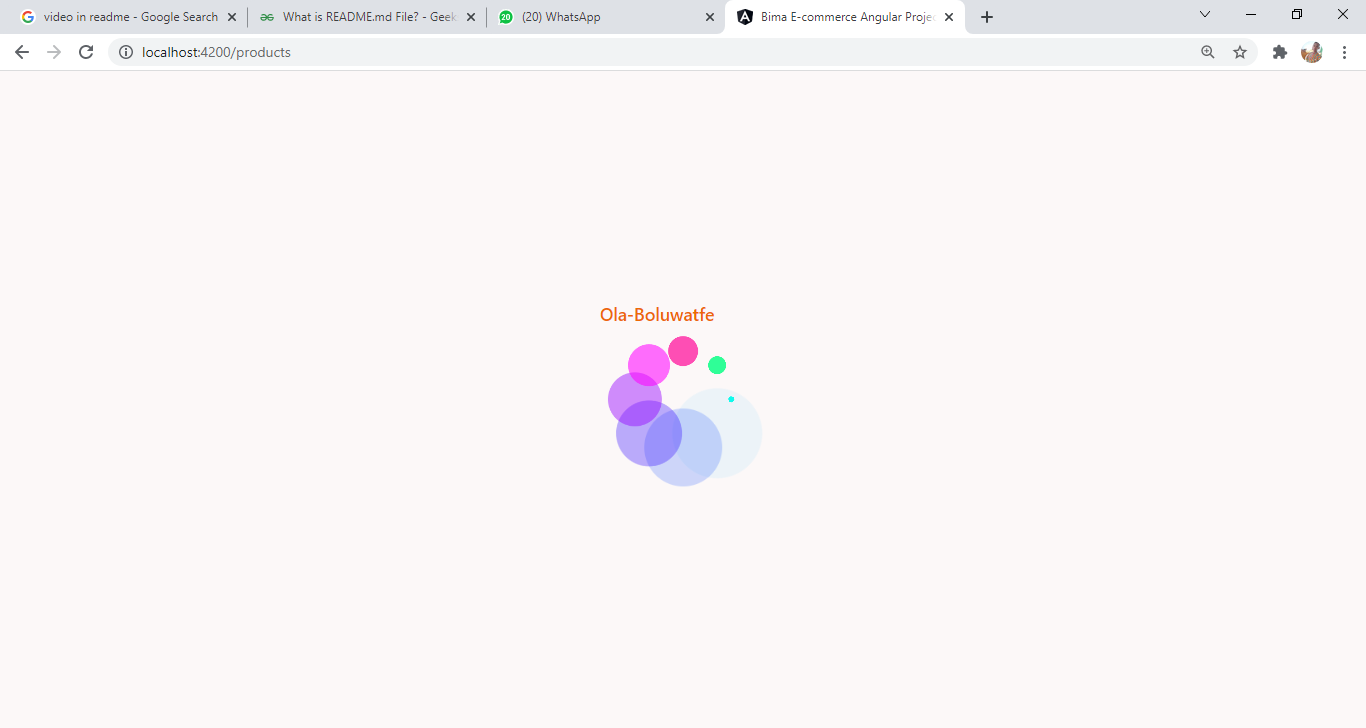 video in readme - Google Search
What is README.md File? - Geek
20
(20) WhatsApp
Bima E-commerce Angular Proje
localhost:4200/products
Ola-Boluwatfe